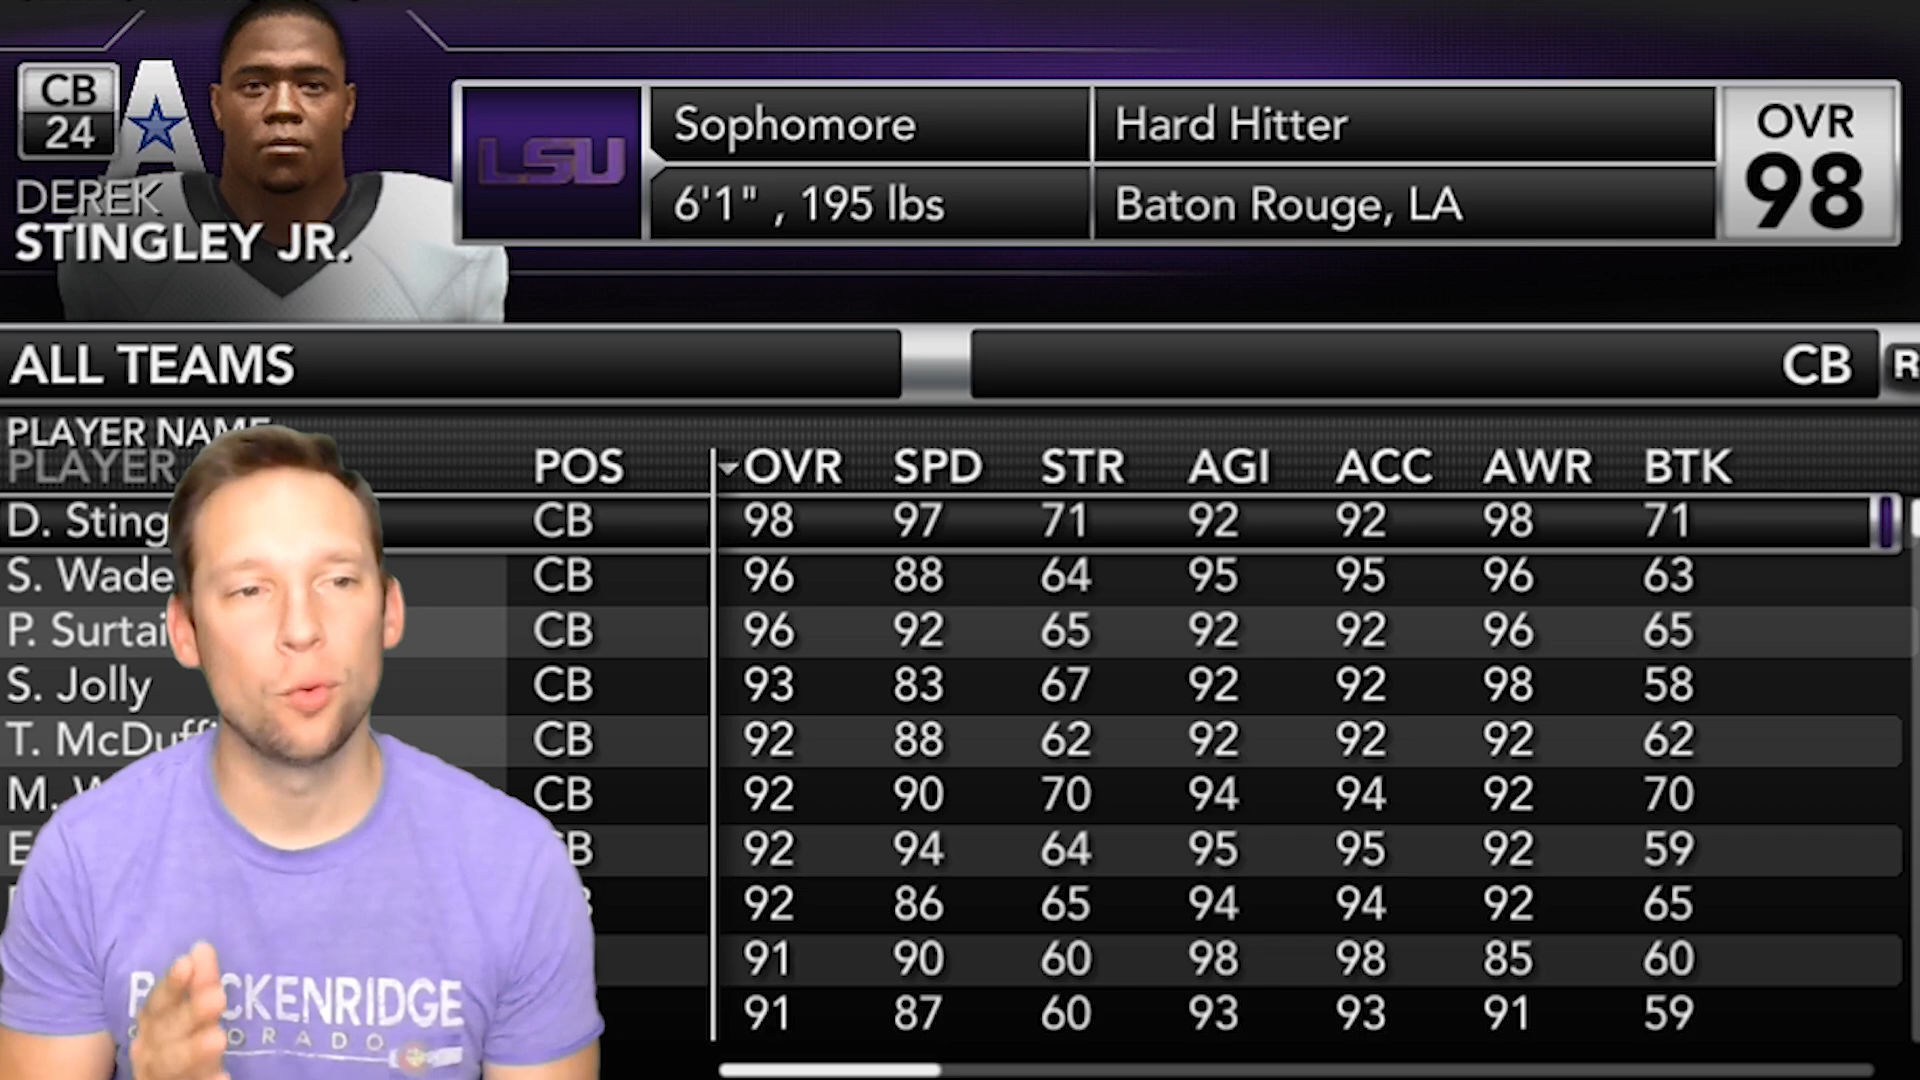 CB
24
DEREK
STINGLEY JR.
LSU
Sophomore
Hard Hitter
6'1" , 195 lbs
Baton Rouge, LA
OVR
98
ALL TEAMS
CB
R
PLAYER NAME
PLAYER
POS OVR SPD STR AGI ACC AWR BTK
D. Sting CB 98 97 71 92 92 98 71
S. Wade CB 96 88 64 95 95 96 63
P. Surtai CB 96 92 65 92 92 96 65
S. Jolly CB 93 83 67 92 92 98 58
T. McDuffi CB 92 88 62 92 92 92 62
M. W CB 92 90 70 94 94 92 70
E B 92 94 64 95 95 92 59
92 86 65 94 94 92 65
91 90 60 98 98 85 60
91 87 60 93 93 91 59
B CKENRIDGE
C ORADO